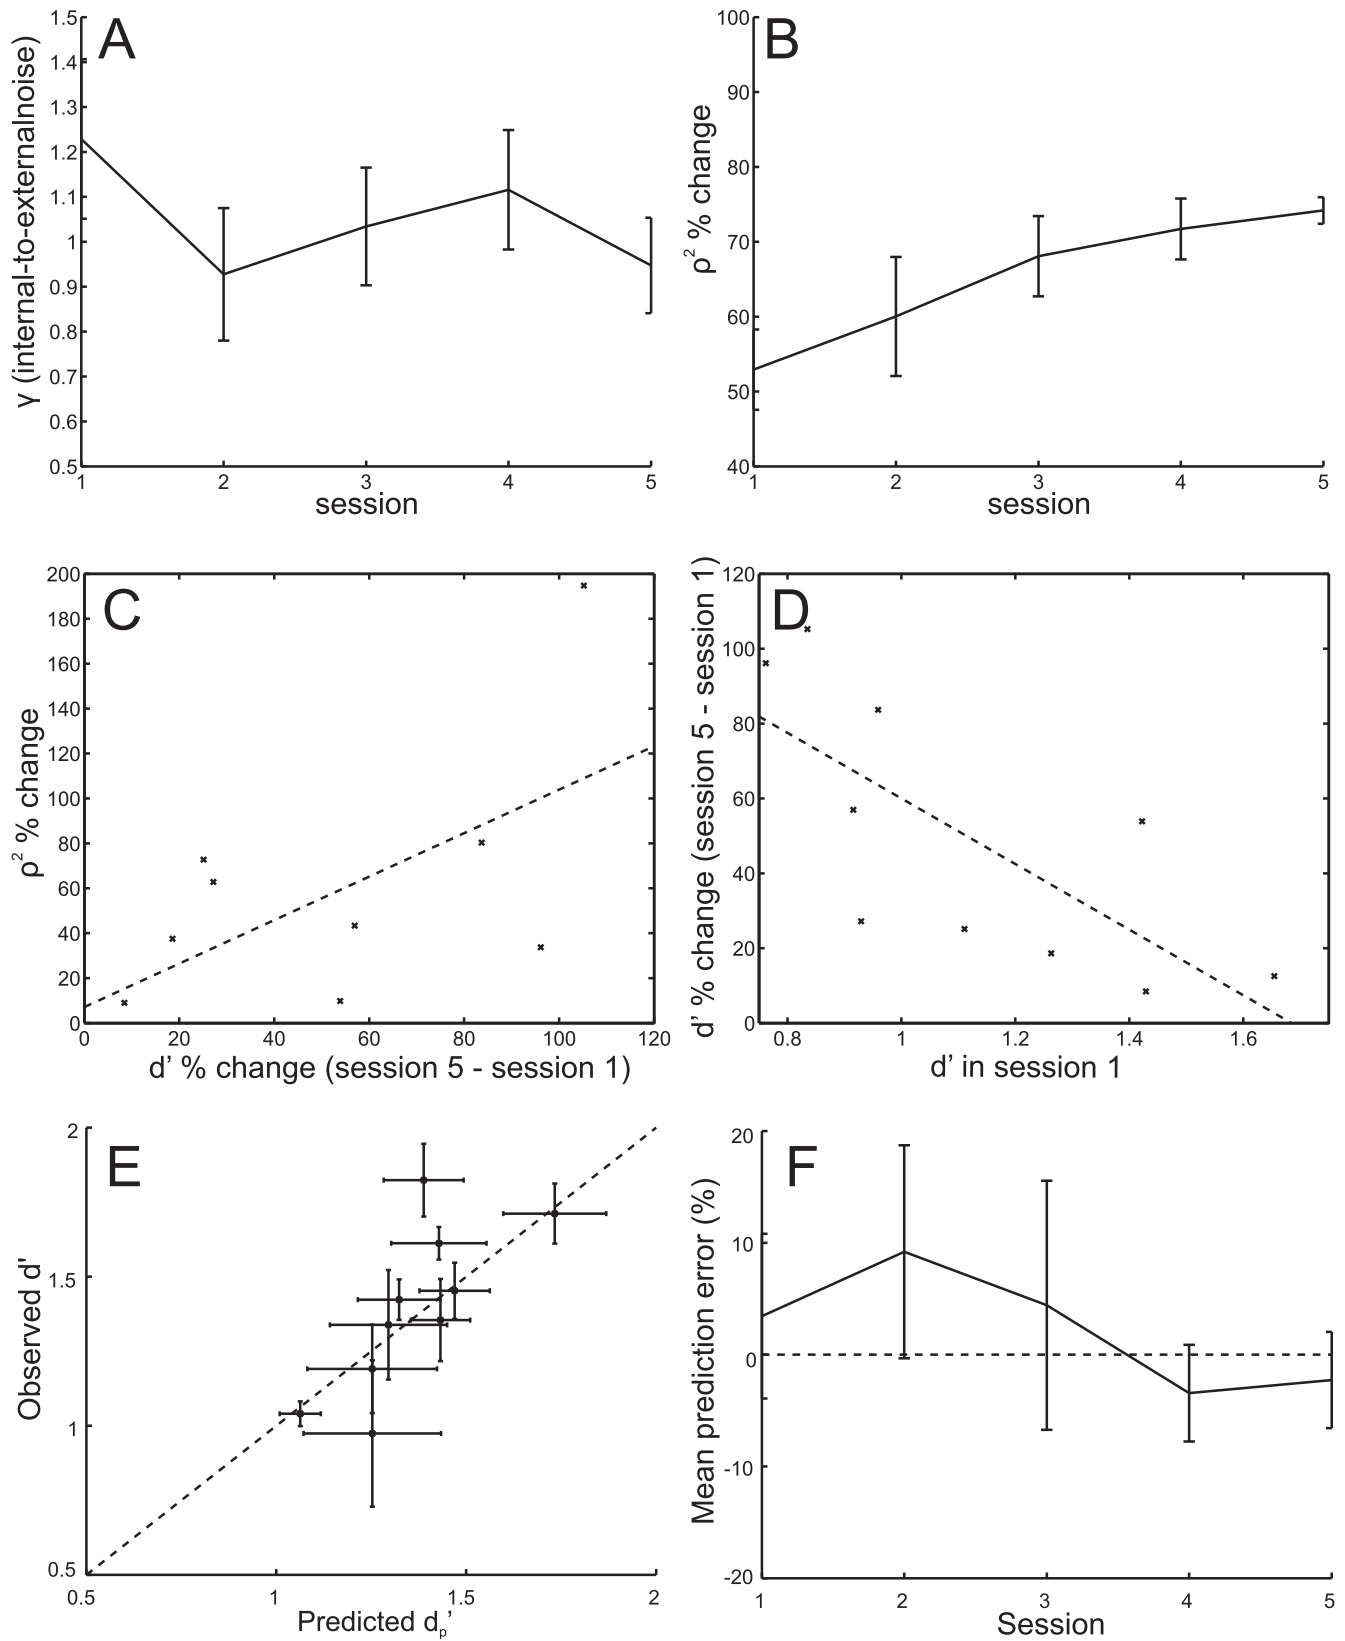 A
γ (internal-to-externalnoise)
1.5
1.4
1.3
1.2
1.1
1
0.9
0.8
0.7
0.6
0.5
1 2 3 4 5
session
B
ρ² % change
100
90
80
70
60
50
40
1 2 3 4 5
session
C
ρ² % change
200
180
160
140
120
100
80
60
40
20
0
0 20 40 60 80 100 120
d' % change (session 5 - session 1)
D
d' % change (session 5 - session 1)
120
100
80
60
40
20
0
0.8 1 1.2 1.4 1.6
d' in session 1
E
Observed d'
2
1.5
1
0.5
0.5 1 1.5 2
Predicted dₚ'
F
Mean prediction error (%)
20
10
0
-10
-20
1 2 3 4 5
Session